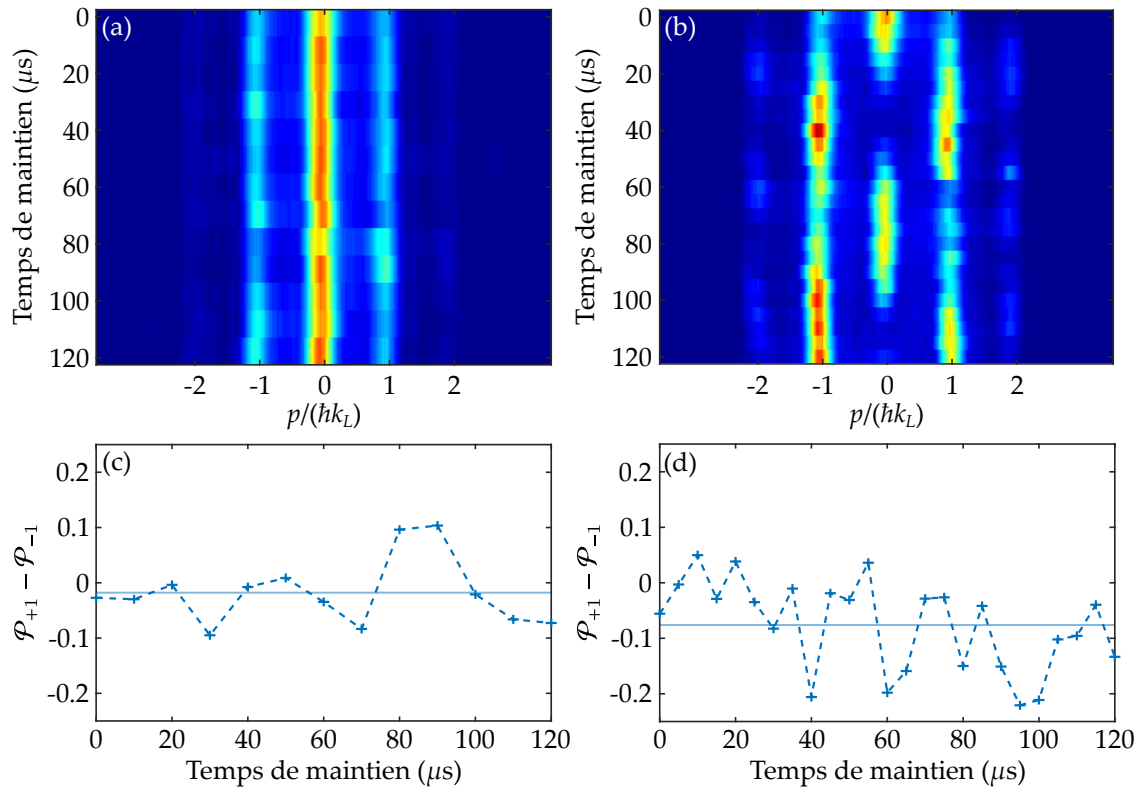 (a)
0
20
40
60
80
100
120
Temps de maintien (μs)
-2 -1 0 1 2
p/(ħk_L)
(b)
0
20
40
60
80
100
120
Temps de maintien (μs)
-2 -1 0 1 2
p/(ħk_L)
(c)
0.2
0.1
0
-0.1
-0.2
𝒫₊₁ − 𝒫₋₁
0 20 40 60 80 100 120
Temps de maintien (μs)
(d)
0.2
0.1
0
-0.1
-0.2
𝒫₊₁ − 𝒫₋₁
0 20 40 60 80 100 120
Temps de maintien (μs)